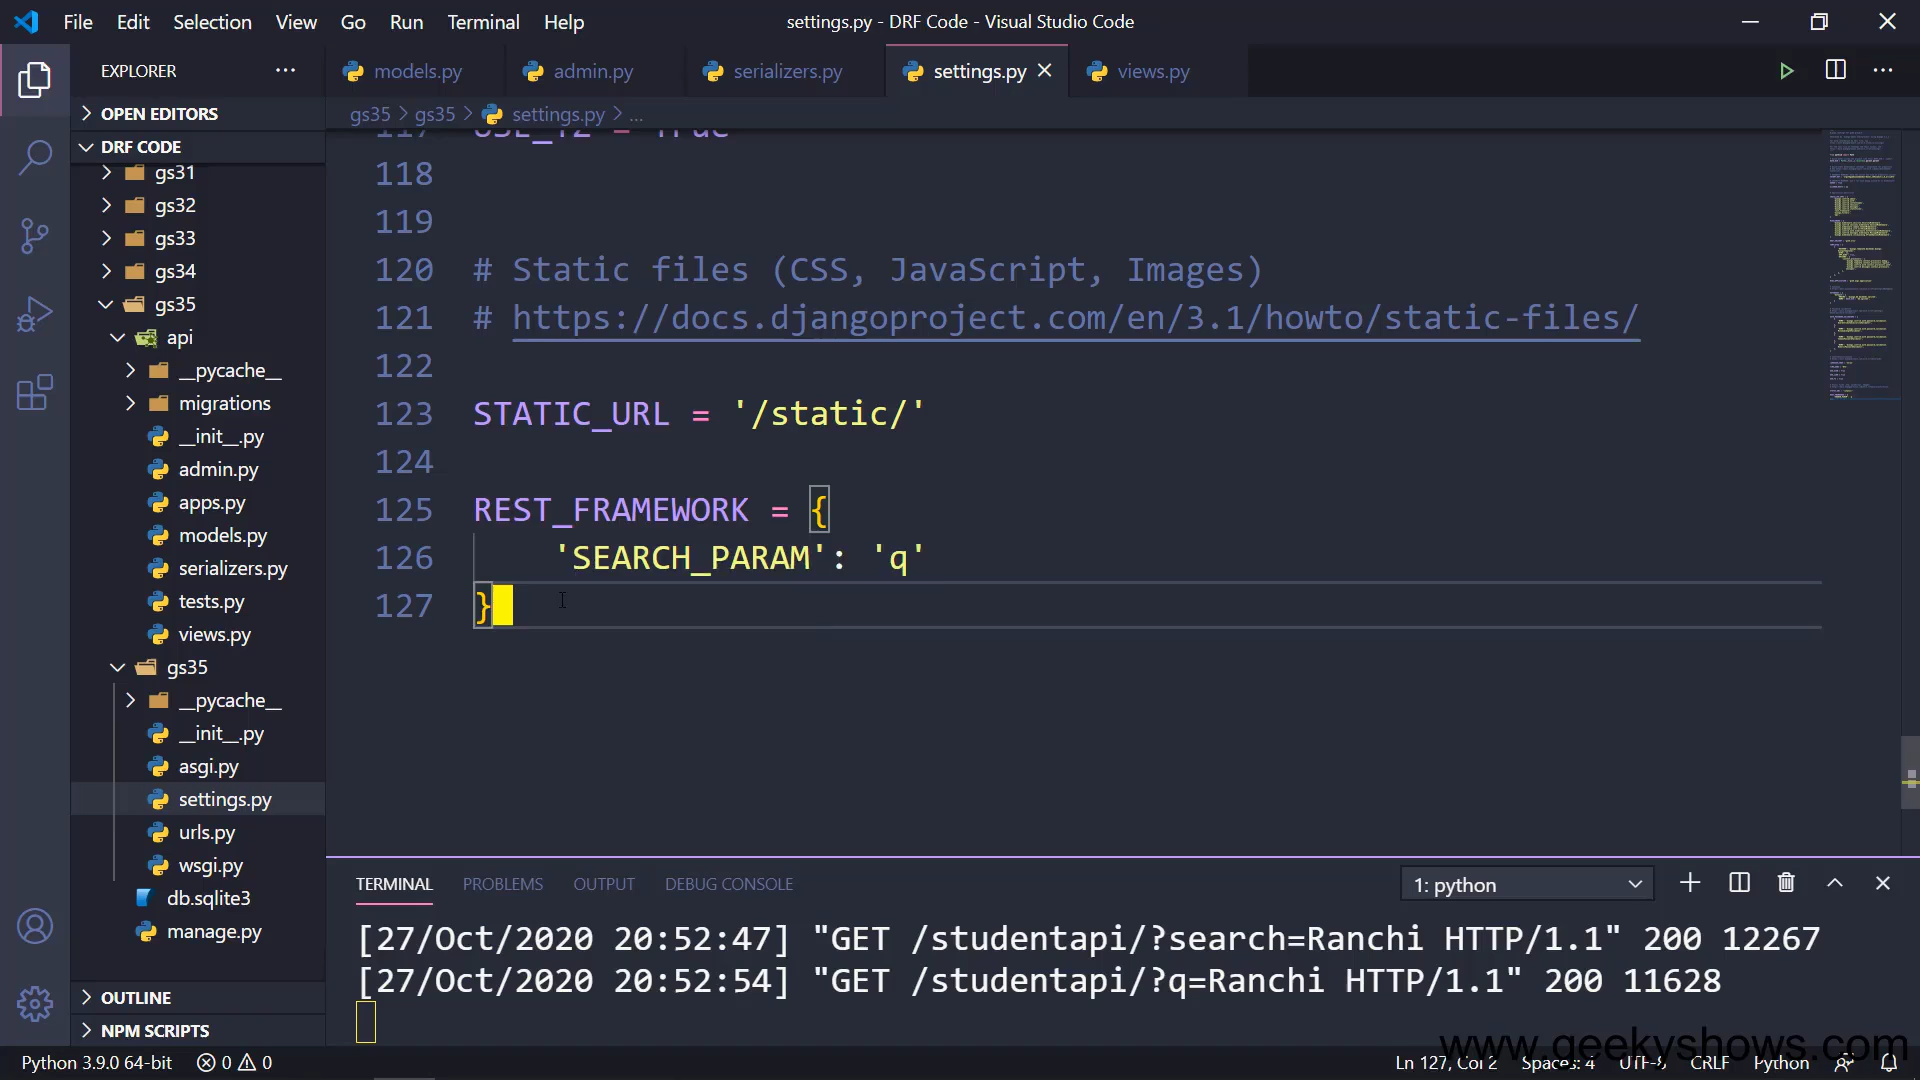 File Edit Selection View Go Run Terminal Help
settings.py - DRF Code - Visual Studio Code
EXPLORER
models.py admin.py serializers.py settings.py views.py
OPEN EDITORS
gs35 > gs35 > settings.py > ...
DRF CODE
gs31
gs32
gs33
gs34
gs35
api
__pycache__
migrations
__init__.py
admin.py
apps.py
models.py
serializers.py
tests.py
views.py
gs35
__pycache__
__init__.py
asgi.py
settings.py
urls.py
wsgi.py
db.sqlite3
manage.py
OUTLINE
NPM SCRIPTS
117 USE_TZ = True
118
119
120 # Static files (CSS, JavaScript, Images)
121 # https://docs.djangoproject.com/en/3.1/howto/static-files/
122
123 STATIC_URL = '/static/'
124
125 REST_FRAMEWORK = {
126 'SEARCH_PARAM': 'q'
127 }
TERMINAL PROBLEMS OUTPUT DEBUG CONSOLE
1: python
[27/Oct/2020 20:52:47] "GET /studentapi/?search=Ranchi HTTP/1.1" 200 12267
[27/Oct/2020 20:52:54] "GET /studentapi/?q=Ranchi HTTP/1.1" 200 11628
www.geekyshows.com
Python 3.9.0 64-bit 0 0
Ln 127, Col 2 Spaces: 4 UTF-8 CRLF Python